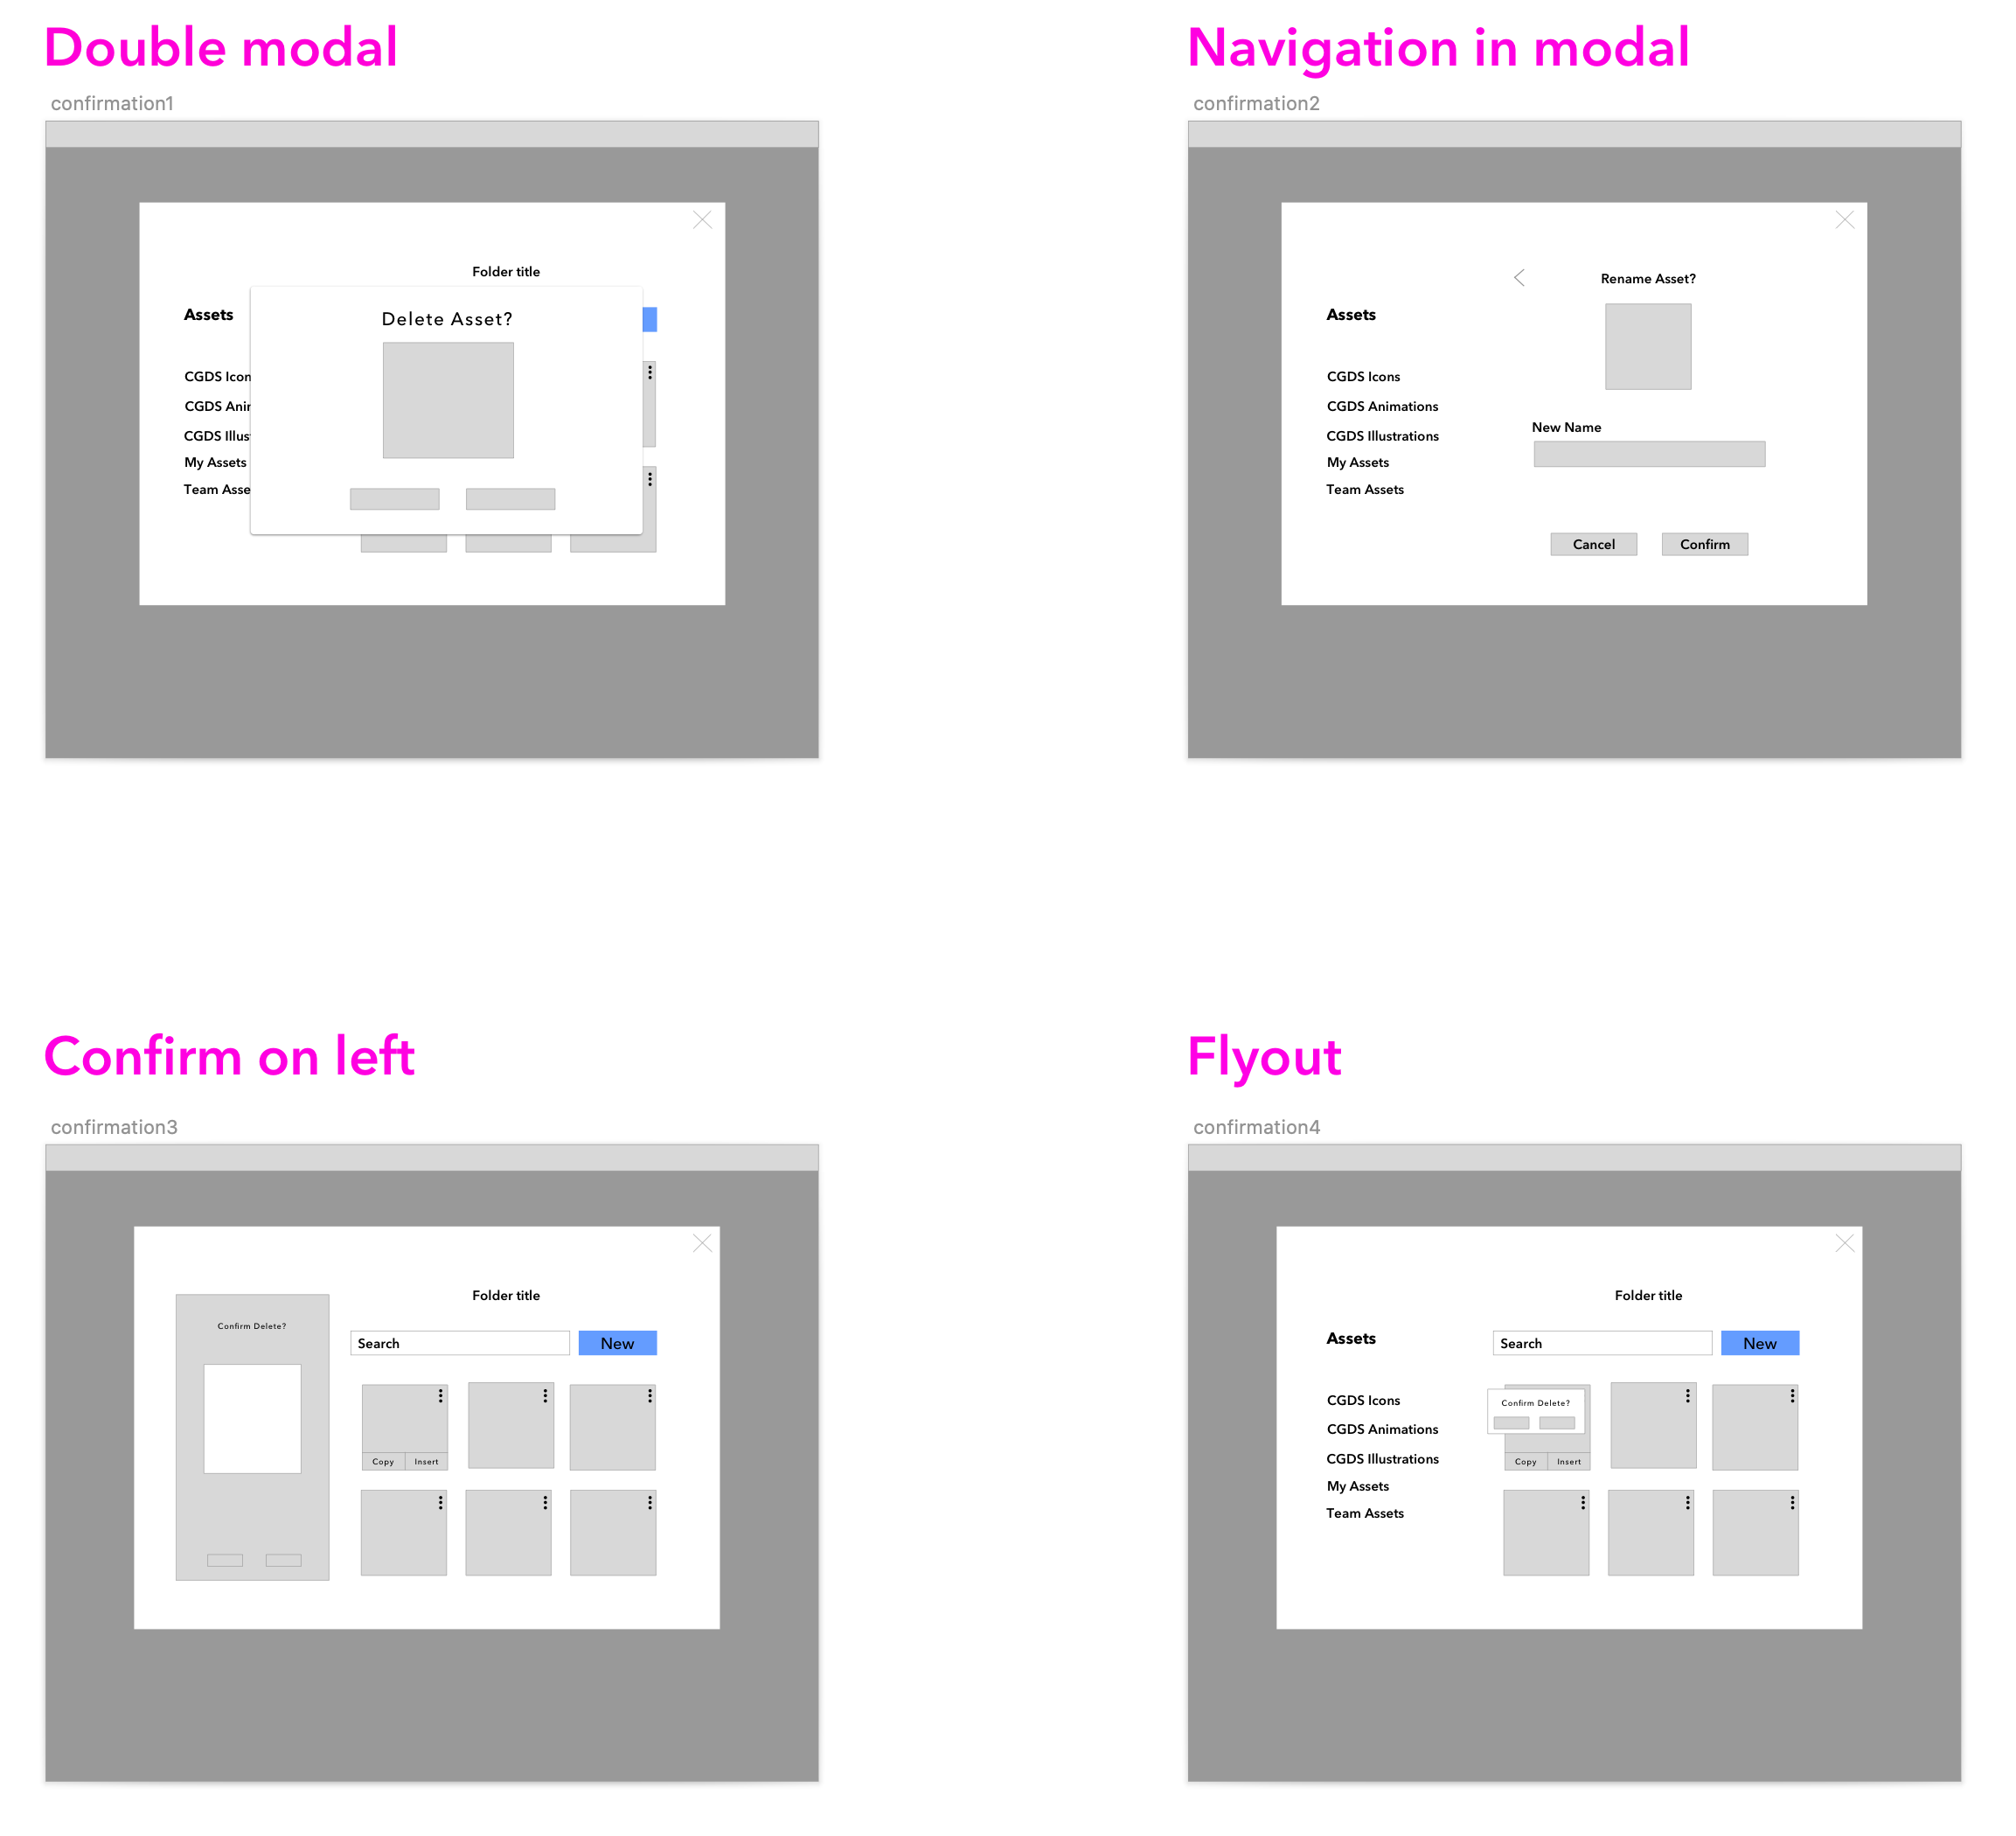 Double modal
confirmation1
Folder title
Delete Asset?
Assets
CGDS Icon
CGDS Anir
CGDS Illus
My Assets
Team Asse
Navigation in modal
confirmation2
Rename Asset?
Assets
CGDS Icons
CGDS Animations
CGDS Illustrations
My Assets
Team Assets
New Name
Cancel Confirm
Confirm on left
confirmation3
Folder title
Confirm Delete?
Search New
Copy Insert
Flyout
confirmation4
Folder title
Assets
Search New
CGDS Icons
CGDS Animations
CGDS Illustrations
My Assets
Team Assets
Confirm Delete?
Copy Insert